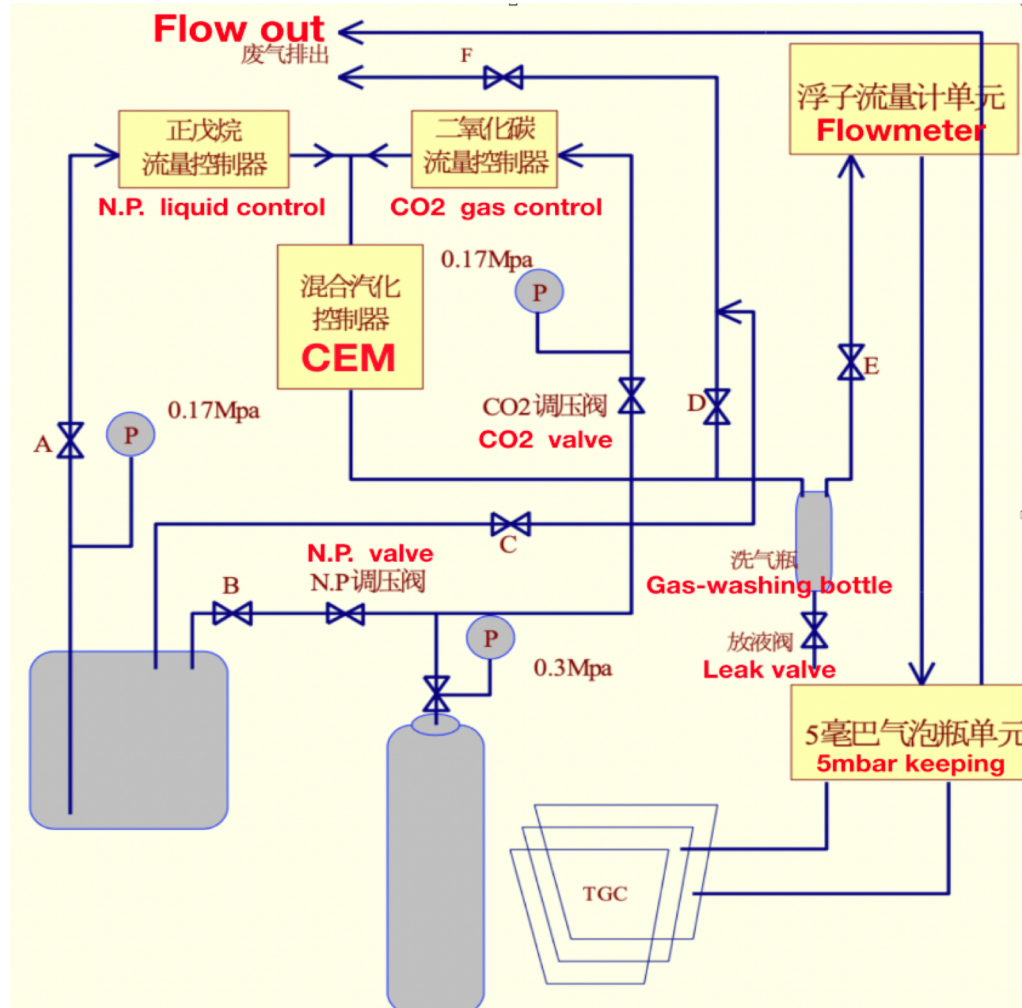 Flow out
废气排出
F
浮子流量计单元
Flowmeter
正戊烷
流量控制器
N.P. liquid control
二氧化碳
流量控制器
CO2 gas control
0.17Mpa
P
混合汽化
控制器
CEM
E
D
CO2调压阀
CO2 valve
0.17Mpa
A
P
C
N.P. valve
N.P调压阀
B
洗气瓶
Gas-washing bottle
P
0.3Mpa
放液阀
Leak valve
5毫巴气泡瓶单元
5mbar keeping
TGC